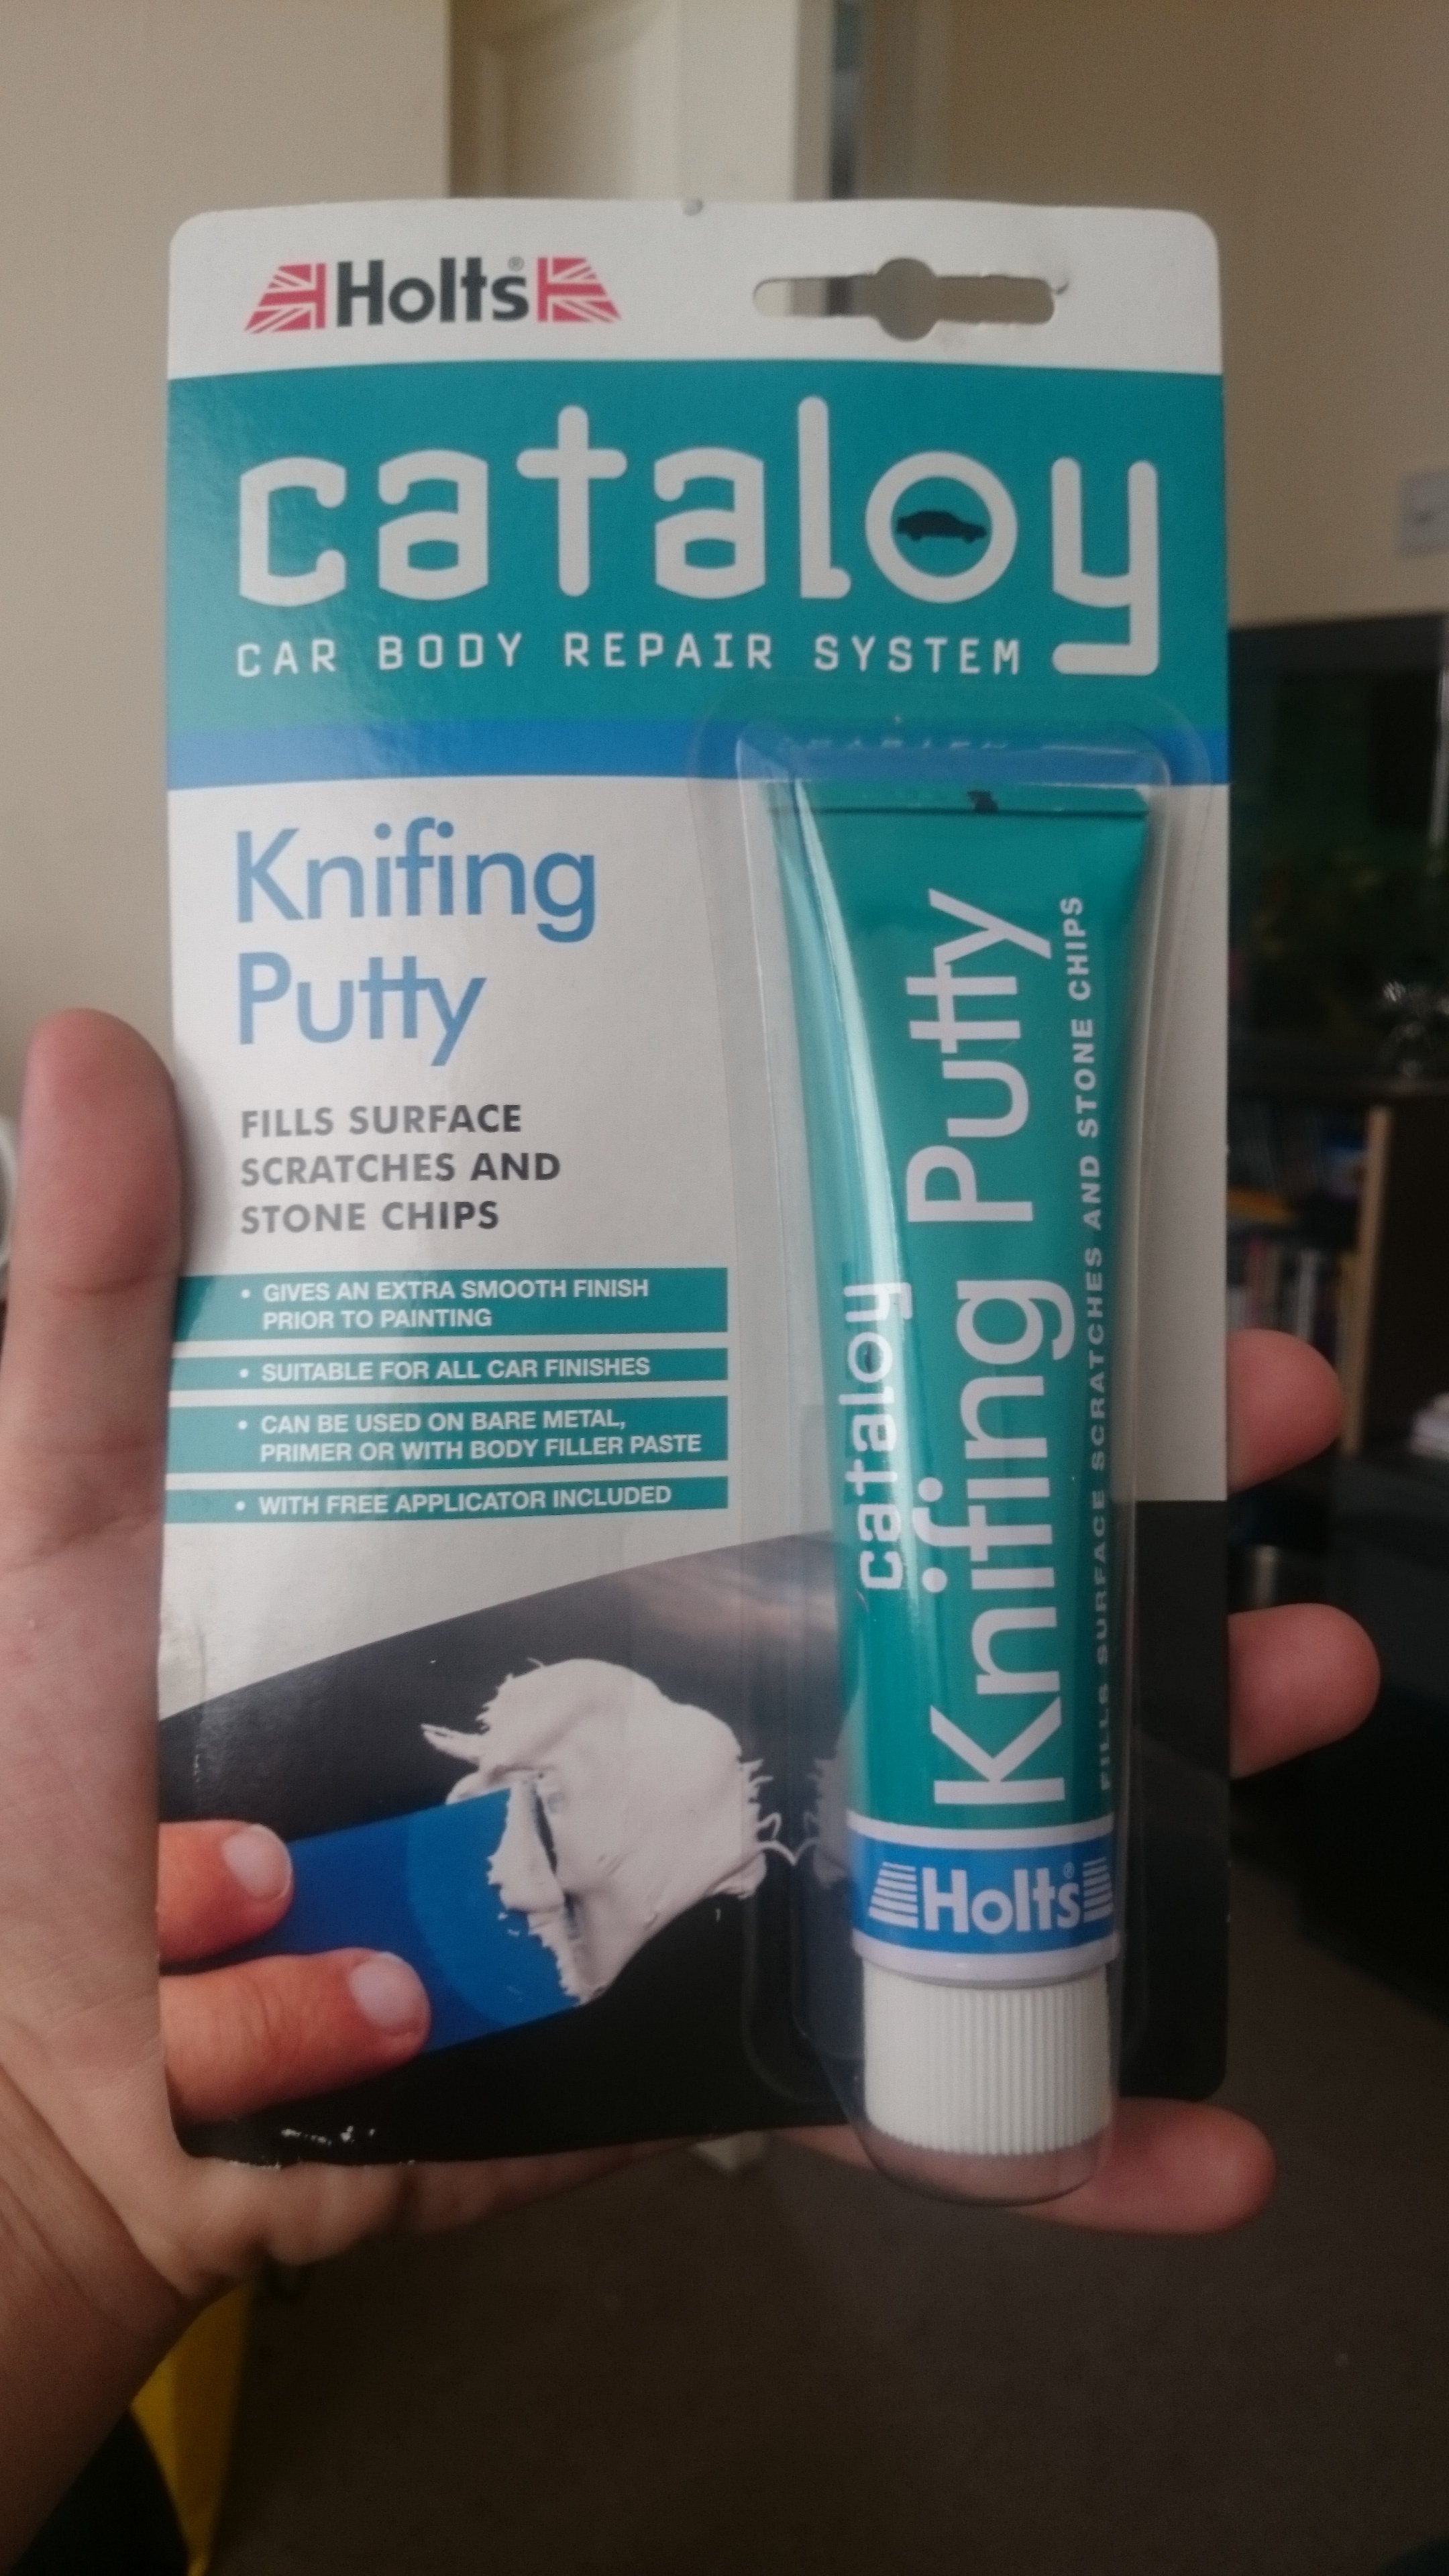 Holts®
cataloy
CAR BODY REPAIR SYSTEM
Knifing
Putty
FILLS SURFACE
SCRATCHES AND
STONE CHIPS
• GIVES AN EXTRA SMOOTH FINISH
PRIOR TO PAINTING
• SUITABLE FOR ALL CAR FINISHES
• CAN BE USED ON BARE METAL,
PRIMER OR WITH BODY FILLER PASTE
• WITH FREE APPLICATOR INCLUDED
cataloy
Knifing Putty
FILLS SURFACE SCRATCHES AND STONE CHIPS
Holts®